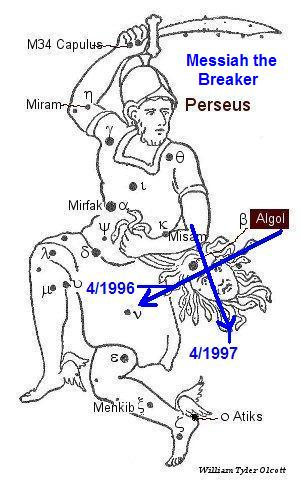 M34 Capulus
Messiah the
Breaker
Perseus
Miram
η
γ
θ
ι
Mirfak α
β Algol
κ
Misam
ψ
δ
λ
μ
υ
4/1996
ν
4/1997
ε
Menkib ξ
ζ
ο Atiks
William Tyler Olcott